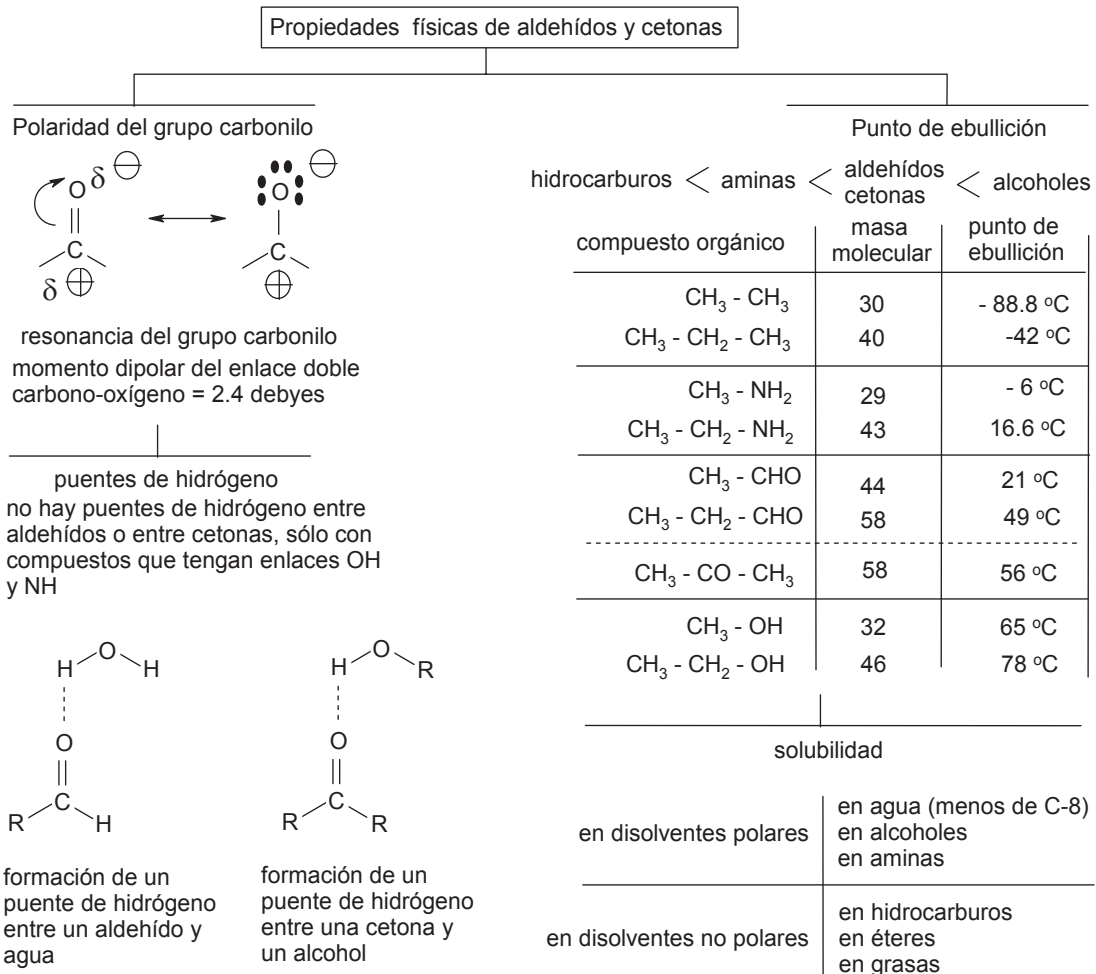 Propiedades físicas de aldehídos y cetonas
Polaridad del grupo carbonilo
O δ ⊖
C
δ ⊕
O ⊖
C
⊕
resonancia del grupo carbonilo
momento dipolar del enlace doble
carbono-oxígeno = 2.4 debyes
puentes de hidrógeno
no hay puentes de hidrógeno entre
aldehídos o entre cetonas, sólo con
compuestos que tengan enlaces OH
y NH
H O H
O
C
R H
formación de un
puente de hidrógeno
entre un aldehído y
agua
H O R
O
C
R R
formación de un
puente de hidrógeno
entre una cetona y
un alcohol
Punto de ebullición
hidrocarburos < aminas < aldehídos
cetonas < alcoholes
compuesto orgánico masa
molecular punto de
ebullición
CH₃ - CH₃ 30 - 88.8 ºC
CH₃ - CH₂ - CH₃ 40 -42 ºC
CH₃ - NH₂ 29 - 6 ºC
CH₃ - CH₂ - NH₂ 43 16.6 ºC
CH₃ - CHO 44 21 ºC
CH₃ - CH₂ - CHO 58 49 ºC
CH₃ - CO - CH₃ 58 56 ºC
CH₃ - OH 32 65 ºC
CH₃ - CH₂ - OH 46 78 ºC
solubilidad
en disolventes polares
en agua (menos de C-8)
en alcoholes
en aminas
en disolventes no polares
en hidrocarburos
en éteres
en grasas